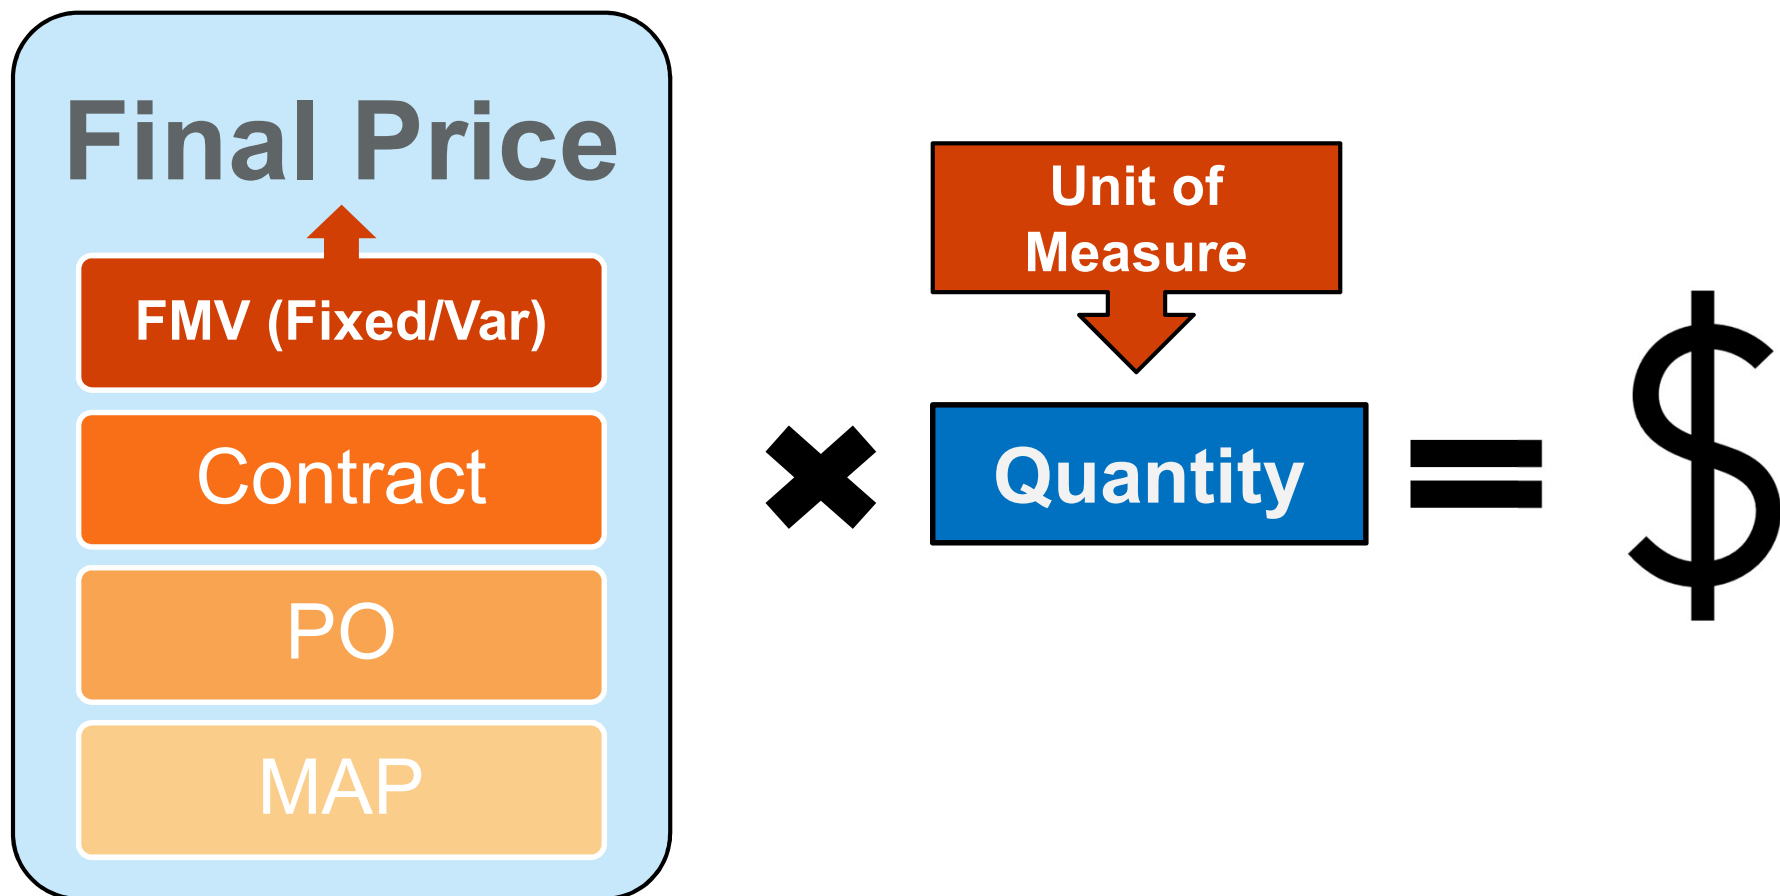 Final Price
FMV (Fixed/Var)
Contract
PO
MAP
Unit of
Measure
Quantity
=
$